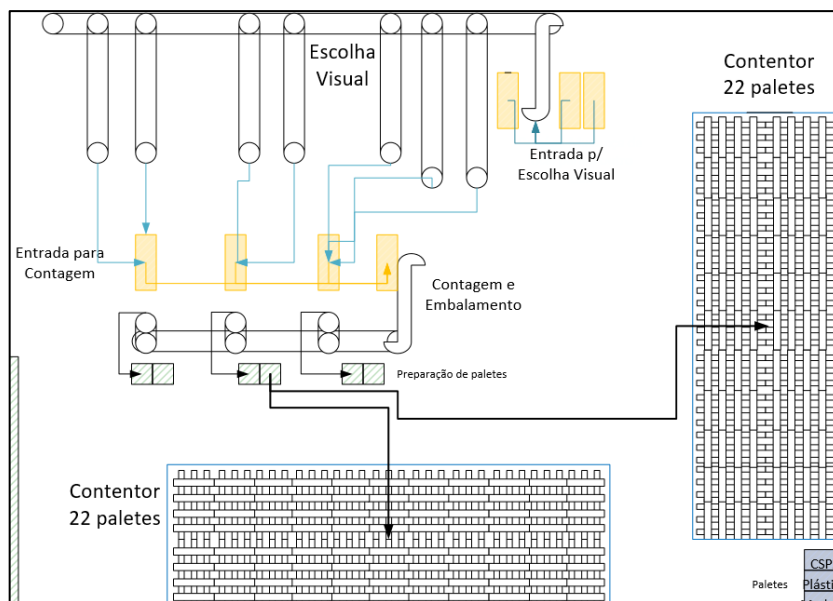 Escolha
Visual
Contentor
22 paletes
Entrada p/
Escolha Visual
Entrada para
Contagem
Contagem e
Embalamento
Preparação de paletes
Contentor
22 paletes
CSP
Paletes
Plásti